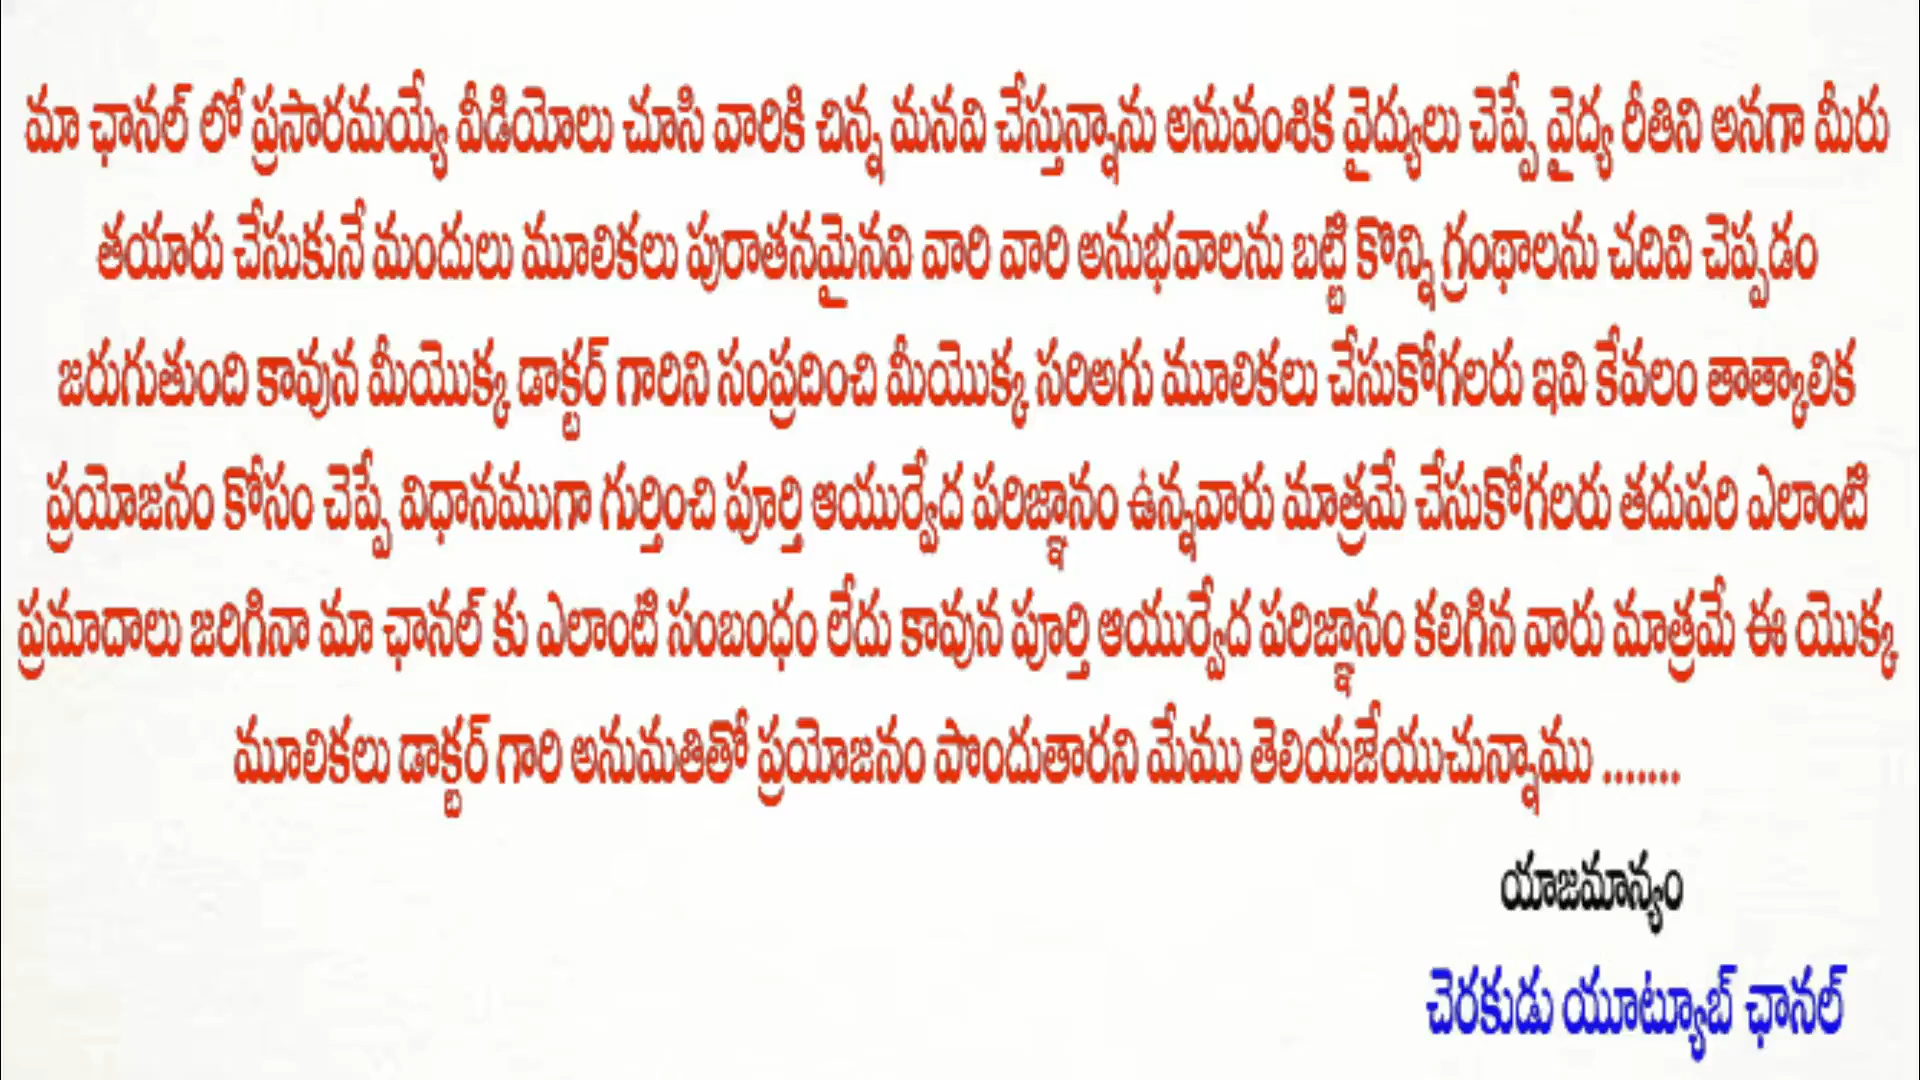 మా ఛానల్ లో ప్రసారమయ్యే వీడియోలు చూసి వారికి చిన్న మనవి చేస్తున్నాను అనువంశిక వైద్యులు చెప్పే వైద్య రీతిని అనగా మీరు
తయారు చేసుకునే మందులు మూలికలు పురాతనమైనవి వారి వారి అనుభవాలను బట్టి కొన్ని గ్రంథాలను చదివి చెప్పడం
జరుగుతుంది కావున మీయొక్క డాక్టర్ గారిని సంప్రదించి మీయొక్క సరిఅగు మూలికలు చేసుకోగలరు ఇవి కేవలం తాత్కాలిక
ప్రయోజనం కోసం చెప్పే విధానముగా గుర్తించి పూర్తి ఆయుర్వేద పరిజ్ఞానం ఉన్నవారు మాత్రమే చేసుకోగలరు తదుపరి ఎలాంటి
ప్రమాదాలు జరిగినా మా ఛానల్ కు ఎలాంటి సంబంధం లేదు కావున పూర్తి ఆయుర్వేద పరిజ్ఞానం కలిగిన వారు మాత్రమే ఈ యొక్క
మూలికలు డాక్టర్ గారి అనుమతితో ప్రయోజనం పొందుతారని మేము తెలియజేయుచున్నాము .......
యాజమాన్యం
చెరకుడు యూట్యూబ్ ఛానల్